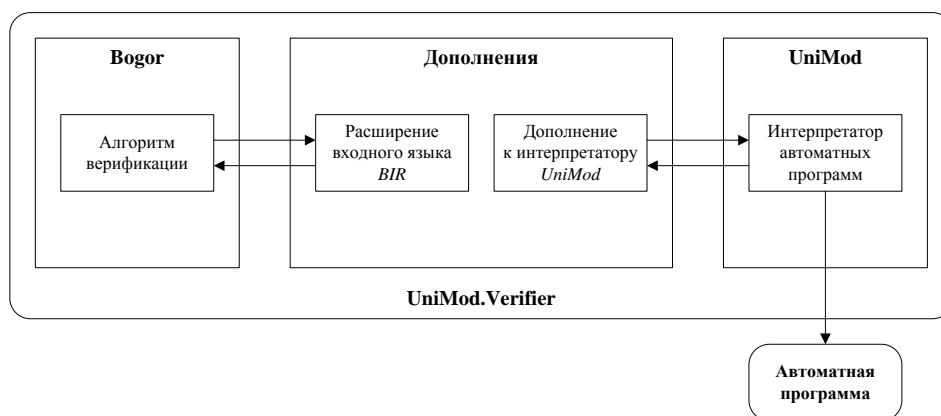 Bogor
Дополнения
UniMod
Алгоритм
верификации
Расширение
входного языка
BIR
Дополнение
к интерпретатору
UniMod
Интерпретатор
автоматных
программ
UniMod.Verifier
Автоматная
программа